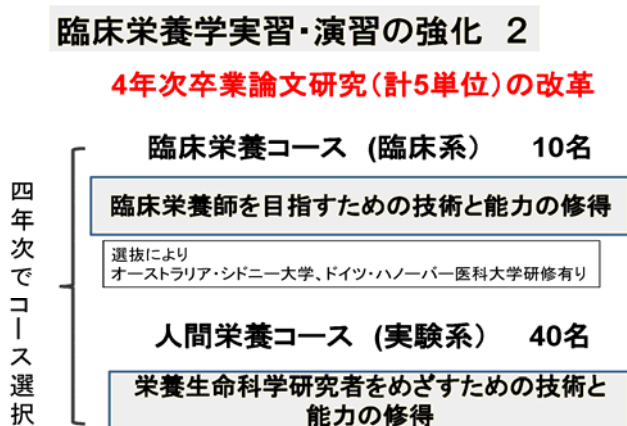 臨床栄養学実習・演習の強化 2
4年次卒業論文研究(計5単位)の改革
四年次でコース選択
臨床栄養コース (臨床系) 10名
臨床栄養師を目指すための技術と能力の修得
選抜により
オーストラリア・シドニー大学、ドイツ・ハノーバー医科大学研修有り
人間栄養コース (実験系) 40名
栄養生命科学研究者をめざすための技術と
能力の修得